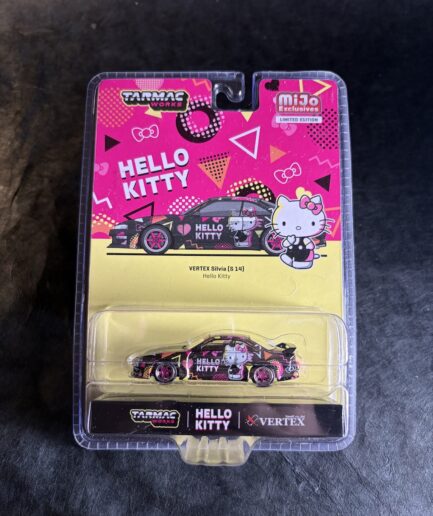 TARMAC
WORKS
MiJo
Exclusives
LIMITED EDITION
HELLO
KITTY
HELLO
KITTY
VERTEX Silvia [S 14]
Hello Kitty
HELLO
KITTY
TARMAC
WORKS
HELLO
KITTY
VERTEX